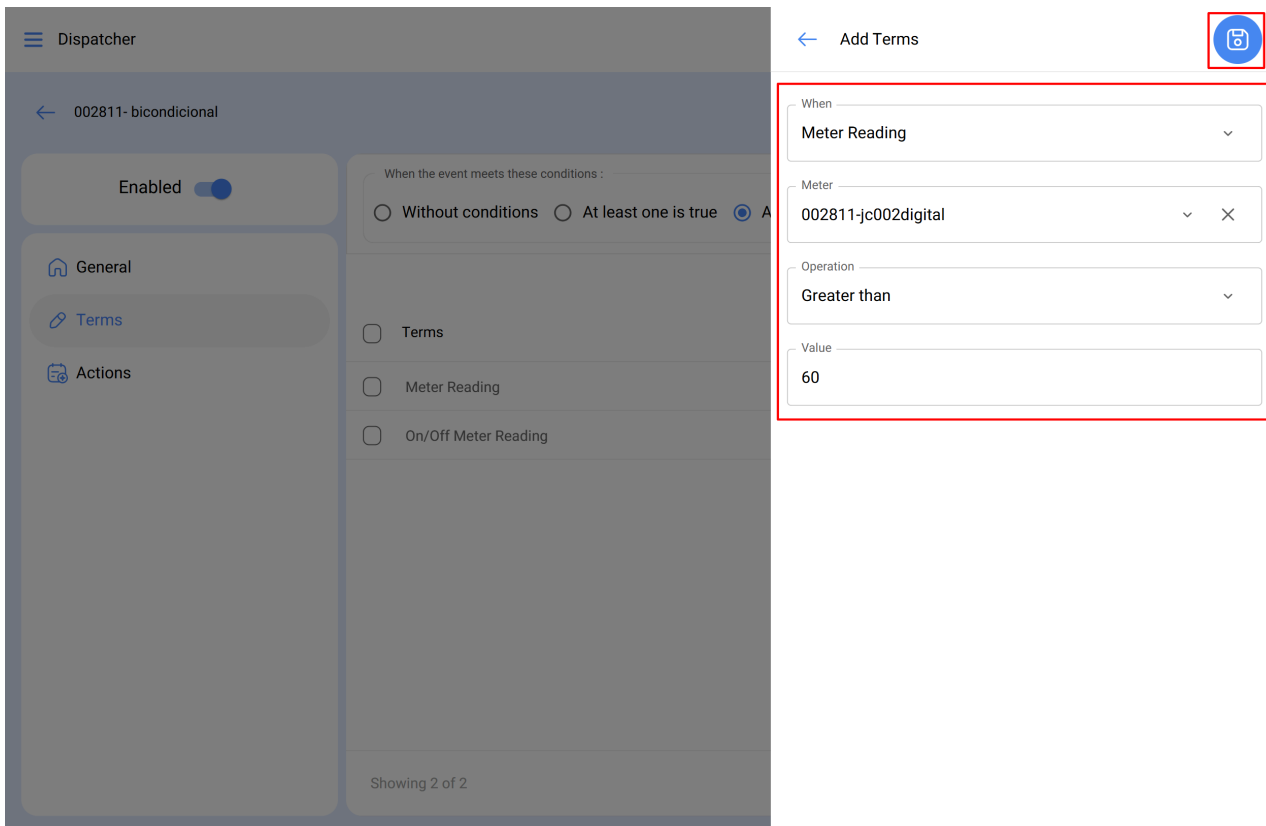 Dispatcher
002811- bicondicional
Enabled
General
Terms
Actions
When the event meets these conditions :
Without conditions At least one is true A
Terms
Meter Reading
On/Off Meter Reading
Showing 2 of 2
Add Terms
When
Meter Reading
Meter
002811-jc002digital
Operation
Greater than
Value
60